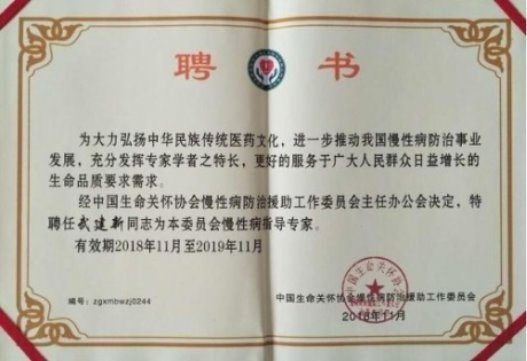 聘 书
为大力弘扬中华民族传统医药文化，进一步推动我国慢性病防治事业
发展，充分发挥专家学者之特长，更好的服务于广大人民群众日益增长的
生命品质要求需求。
经中国生命关怀协会慢性病防治援助工作委员会主任办公会决定，特
聘任武建新同志为本委员会慢性病指导专家。
有效期2018年11月至2019年11月
编号：zgxmbwzj0244
中国生命关怀协会慢性病防治援助工作委员会
2018年11月